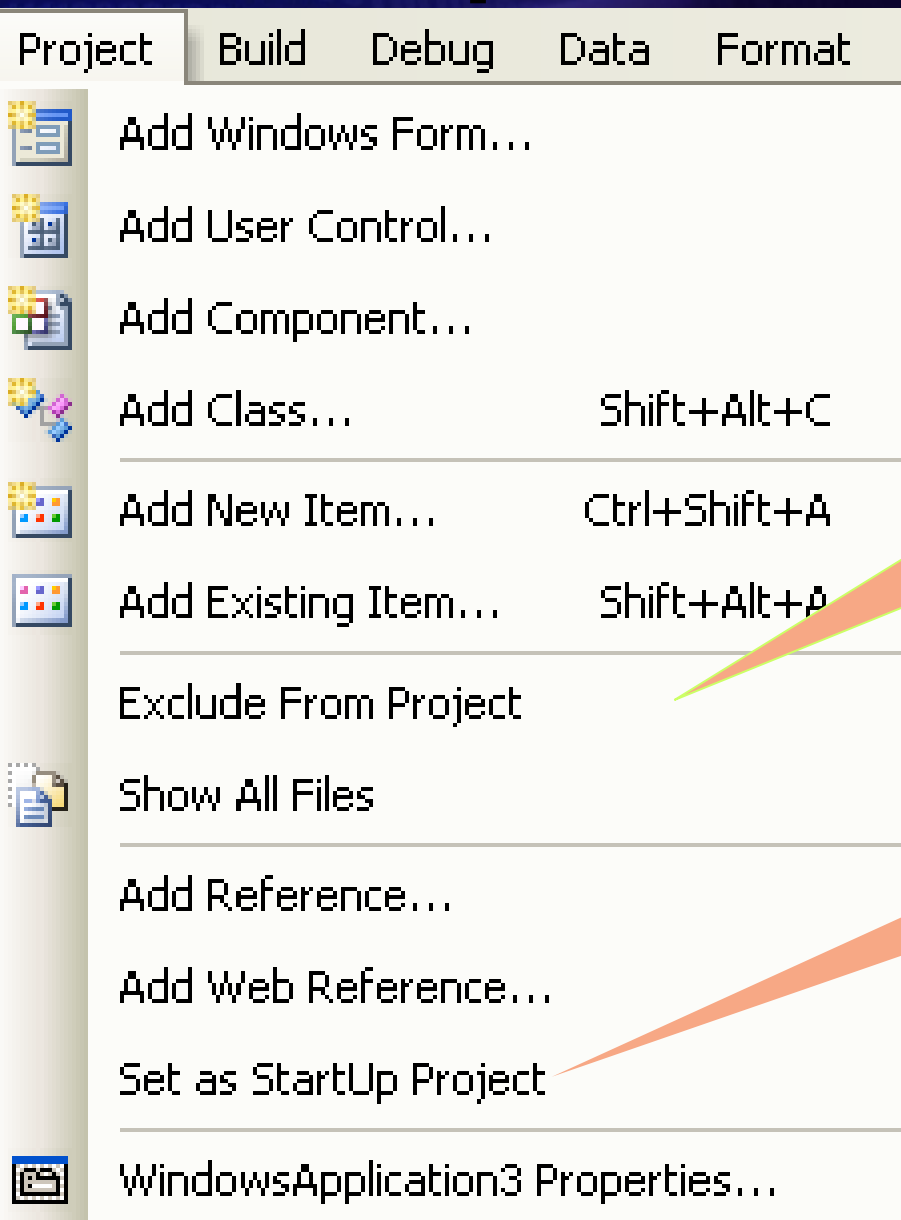 Project Build Debug Data Format
Add Windows Form...
Add User Control...
Add Component...
Add Class... Shift+Alt+C
Add New Item... Ctrl+Shift+A
Add Existing Item... Shift+Alt+A
Exclude From Project
Show All Files
Add Reference...
Add Web Reference...
Set as StartUp Project
WindowsApplication3 Properties...